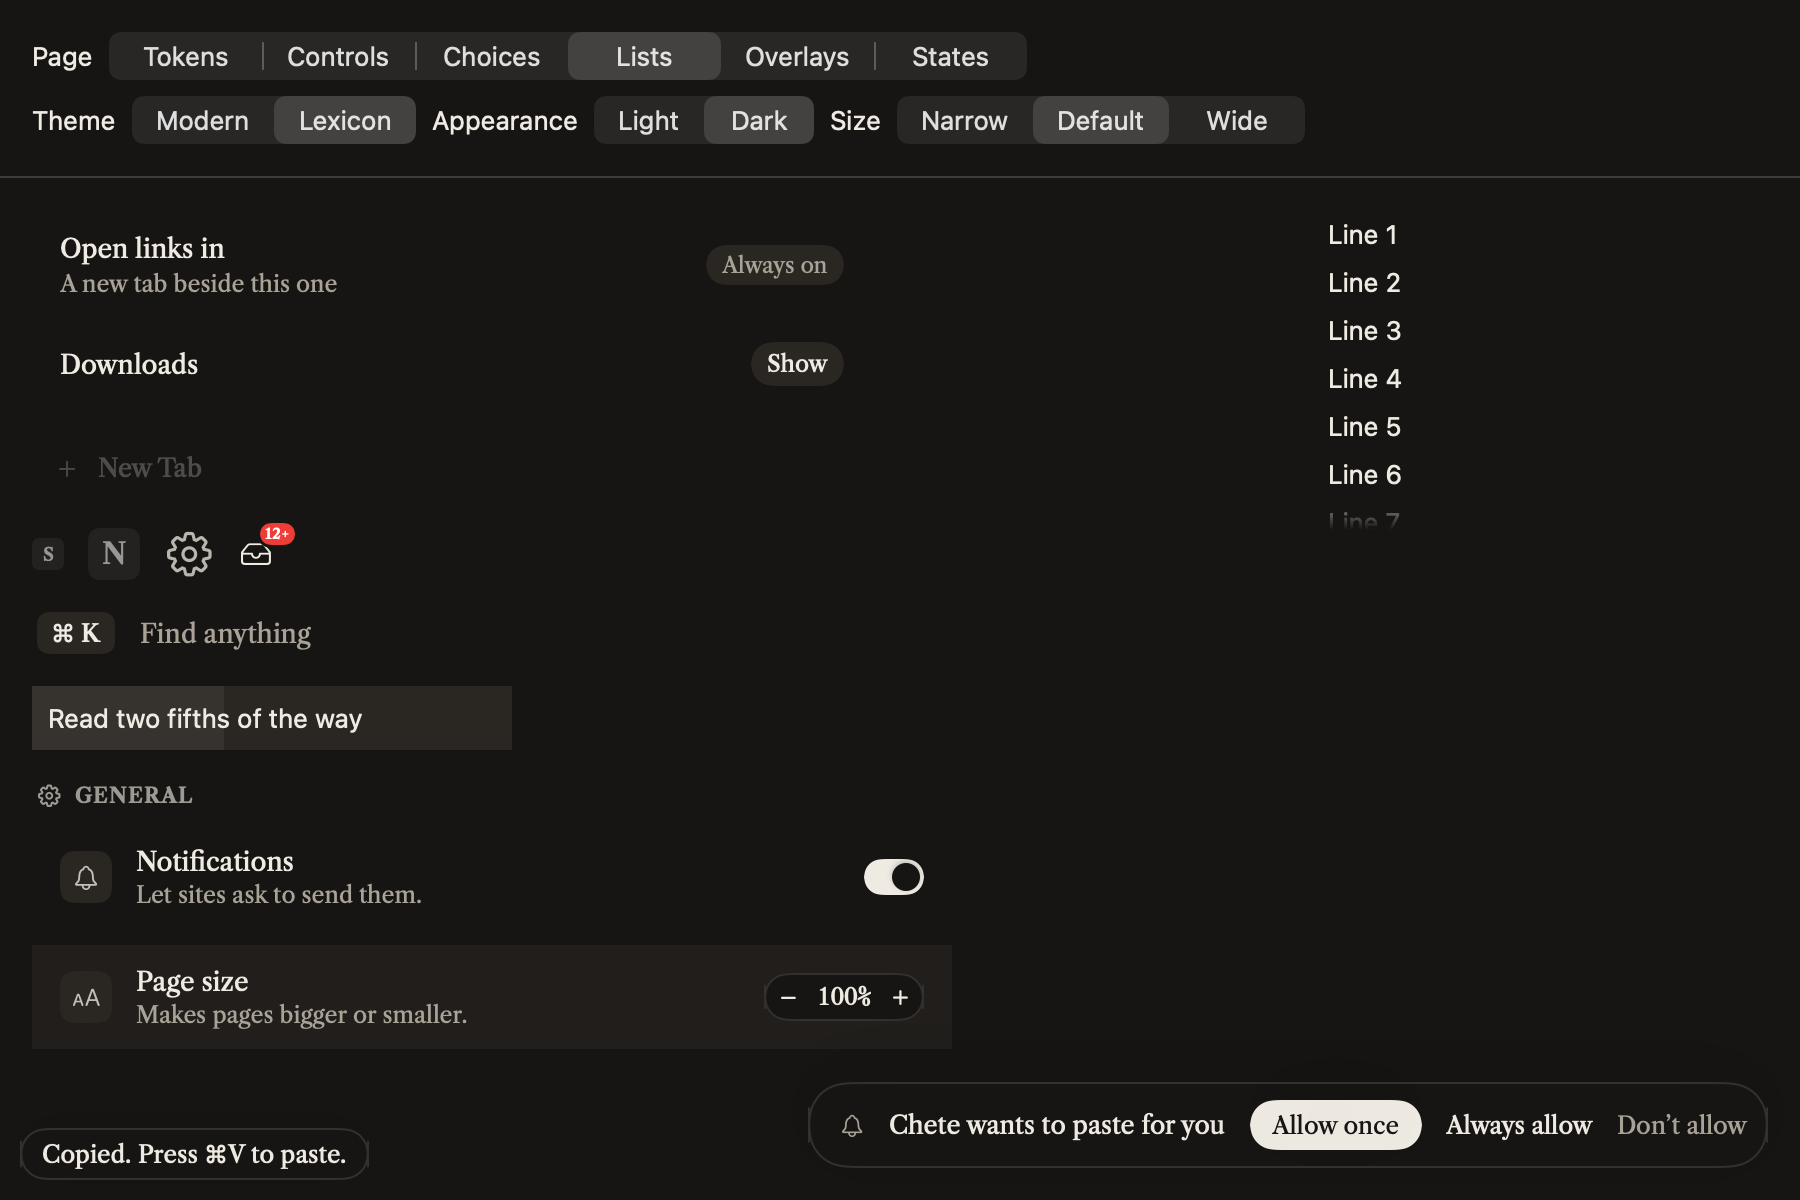 Page Tokens Controls Choices Lists Overlays States
Theme Modern Lexicon Appearance Light Dark Size Narrow Default Wide
Open links in
A new tab beside this one
Always on
Downloads
Show
+ New Tab
S N 12+
⌘ K Find anything
Read two fifths of the way
GENERAL
Notifications
Let sites ask to send them.
AA
Page size
Makes pages bigger or smaller.
− 100% +
Line 1
Line 2
Line 3
Line 4
Line 5
Line 6
Line 7
Copied. Press ⌘V to paste.
Chete wants to paste for you Allow once Always allow Don’t allow